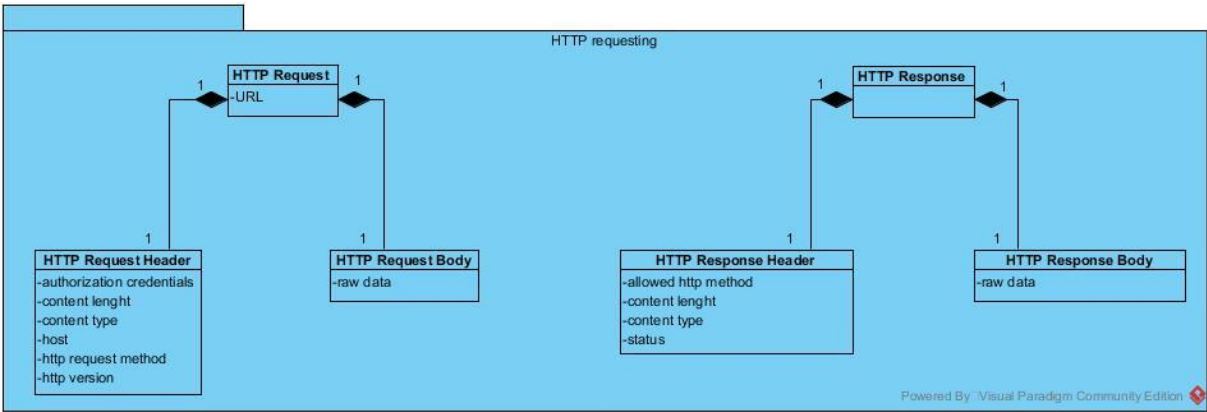 HTTP requesting
HTTP Request
-URL
1
1
HTTP Response
1
1
1
HTTP Request Header
-authorization credentials
-content lenght
-content type
-host
-http request method
-http version
1
HTTP Request Body
-raw data
1
HTTP Response Header
-allowed http method
-content lenght
-content type
-status
1
HTTP Response Body
-raw data
Powered By Visual Paradigm Community Edition